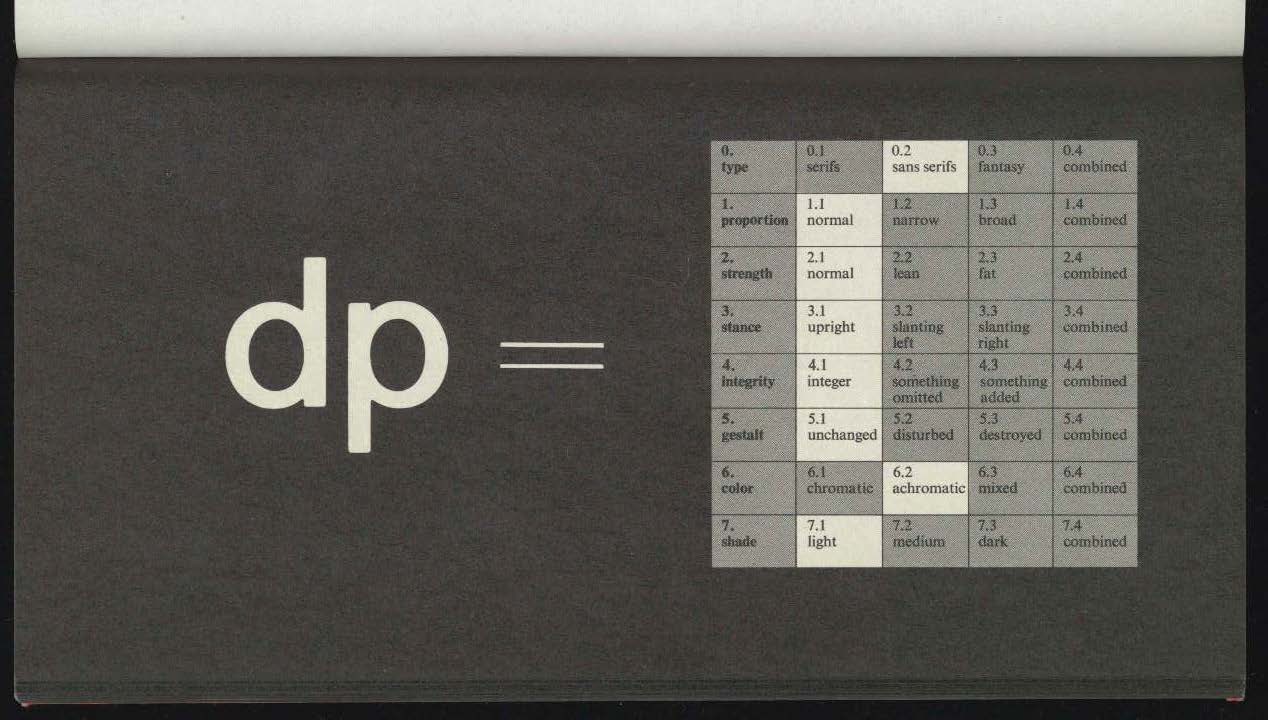 dp =
0. 0.1 0.2 0.3 0.4
type serifs sans serifs fantasy combined
1. 1.1 1.2 1.3 1.4
proportion normal narrow broad combined
2. 2.1 2.2 2.3 2.4
strength normal lean fat combined
3. 3.1 3.2 3.3 3.4
stance upright slanting slanting combined
left right
4. 4.1 4.2 4.3 4.4
integrity integer something something combined
omitted added
5. 5.1 5.2 5.3 5.4
gestalt unchanged disturbed destroyed combined
6. 6.1 6.2 6.3 6.4
color chromatic achromatic mixed combined
7. 7.1 7.2 7.3 7.4
shade light medium dark combined